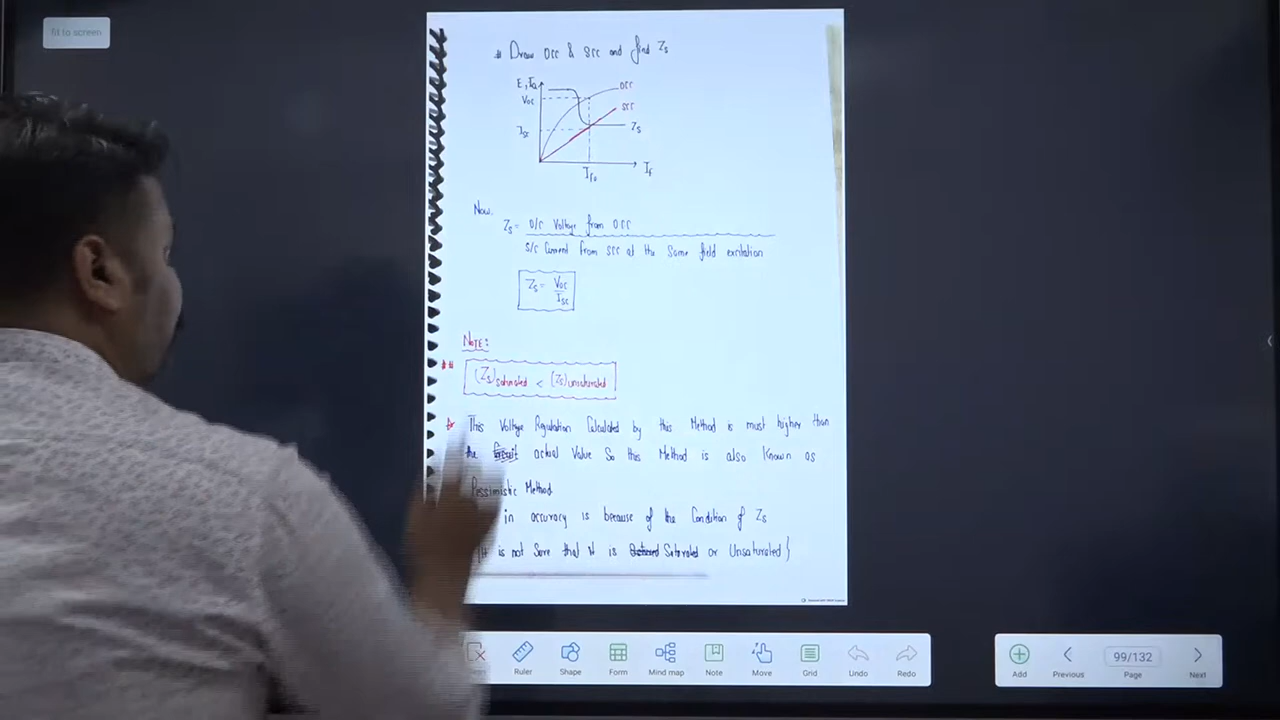 fit to screen
# Draw OCC & SCC and find Zs
E, Ia
OCC
Voc
SCC
Isc
Zs
If
Now,
Zs = O/C Voltage from OCC
S/C Current from SCC at the Same field excitation
Zs = Voc
Isc
NOTE:
(Zs)saturated < (Zs)unsaturated
This Voltage Regulation Calculated by this Method is must higher than
the actual Value So this Method is also Known as
Pessimistic Method
in accuracy is because of the Condition of Zs
is not Sure that it is Saturated or Unsaturated}
Ruler
Shape
Form
Mind map
Note
Move
Grid
Undo
Redo
Add
Previous
99/132
Page
Next